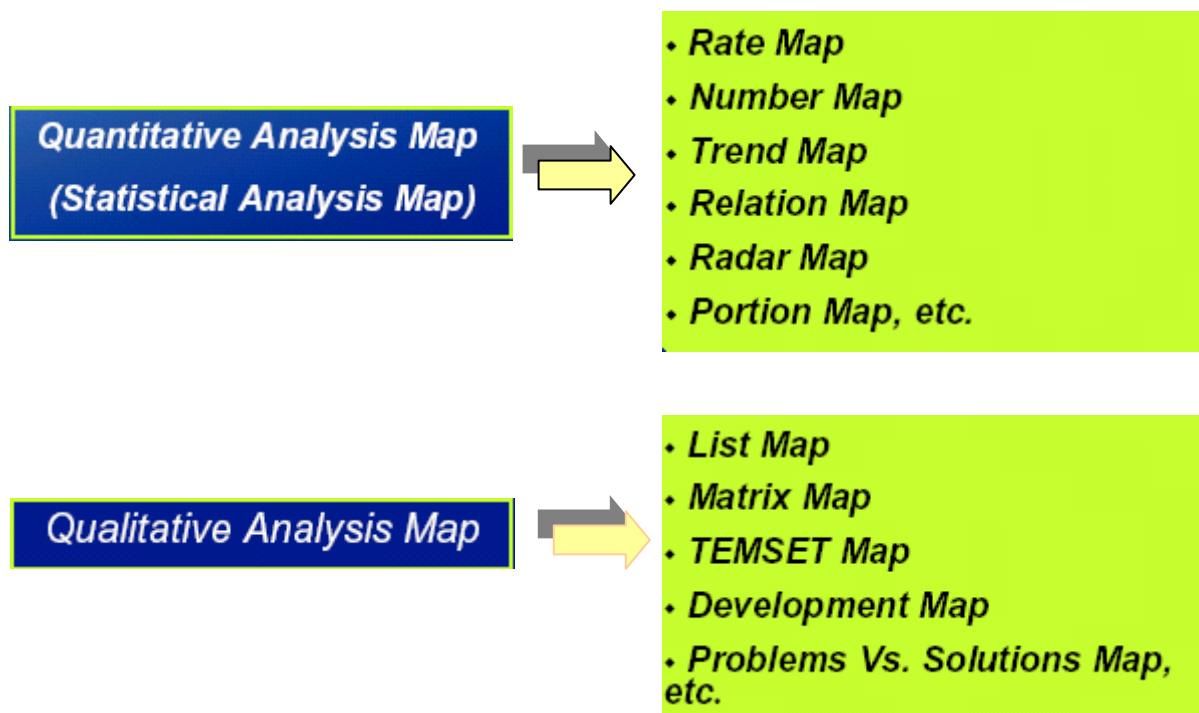 Quantitative Analysis Map
(Statistical Analysis Map)
• Rate Map
• Number Map
• Trend Map
• Relation Map
• Radar Map
• Portion Map, etc.
Qualitative Analysis Map
• List Map
• Matrix Map
• TEMSET Map
• Development Map
• Problems Vs. Solutions Map,
etc.